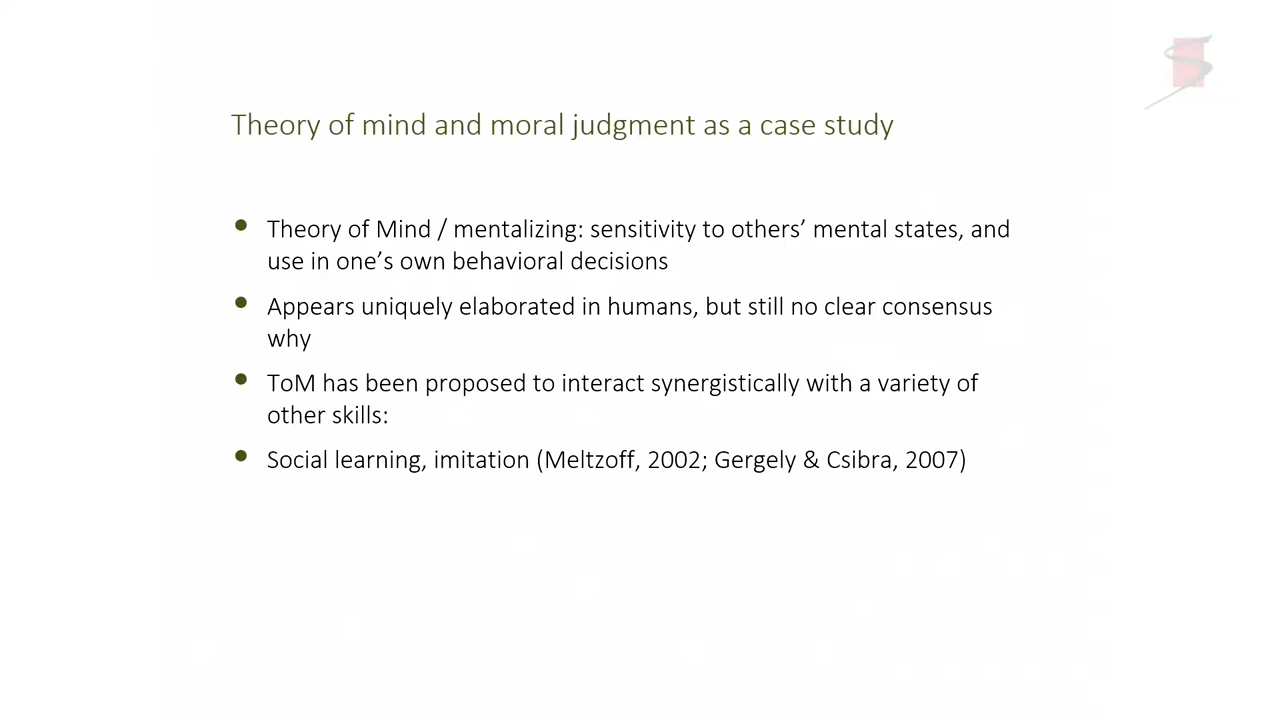 Theory of mind and moral judgment as a case study
• Theory of Mind / mentalizing: sensitivity to others’ mental states, and
use in one’s own behavioral decisions
• Appears uniquely elaborated in humans, but still no clear consensus
why
• ToM has been proposed to interact synergistically with a variety of
other skills:
• Social learning, imitation (Meltzoff, 2002; Gergely & Csibra, 2007)